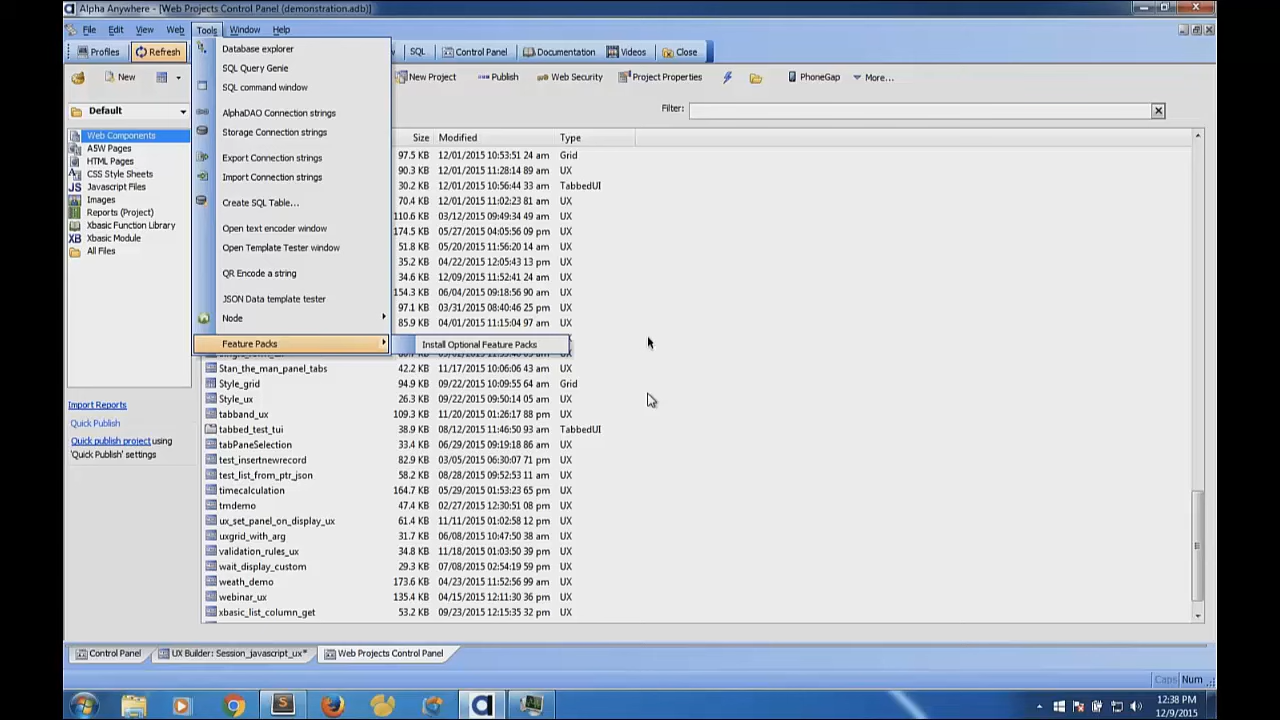 Alpha Anywhere - [Web Projects Control Panel (demonstration.adb)]
File Edit View Web Tools Window Help
Profiles Refresh SQL Control Panel Documentation Videos Close
New New Project Publish Web Security Project Properties PhoneGap More...
Default
Filter:
Web Components
A5W Pages
HTML Pages
CSS Style Sheets
Javascript Files
Images
Reports (Project)
Xbasic Function Library
Xbasic Module
All Files
Import Reports
Quick Publish
Quick publish project using
'Quick Publish' settings
Database explorer
SQL Query Genie
SQL command window
AlphaDAO Connection strings
Storage Connection strings
Export Connection strings
Import Connection strings
Create SQL Table...
Open text encoder window
Open Template Tester window
QR Encode a string
JSON Data template tester
Node
Feature Packs
Install Optional Feature Packs
Size Modified Type
97.5 KB 12/01/2015 10:53:51 24 am Grid
90.3 KB 12/01/2015 11:28:14 89 am UX
30.2 KB 12/01/2015 10:56:44 33 am TabbedUI
70.4 KB 12/01/2015 11:02:23 81 am UX
110.6 KB 03/12/2015 09:49:34 49 am UX
174.5 KB 05/27/2015 04:05:56 09 pm UX
51.8 KB 05/20/2015 11:56:20 14 am UX
35.2 KB 04/22/2015 12:05:43 13 pm UX
34.6 KB 12/09/2015 11:52:41 24 am UX
154.3 KB 06/04/2015 09:18:56 90 am UX
97.1 KB 03/31/2015 08:40:46 25 pm UX
85.9 KB 04/01/2015 11:15:04 97 am UX
Stan_the_man_panel_tabs 42.2 KB 11/17/2015 10:06:06 43 am UX
Style_grid 94.9 KB 09/22/2015 10:09:55 64 am Grid
Style_ux 26.3 KB 09/22/2015 09:50:14 05 am UX
tabband_ux 109.3 KB 11/20/2015 01:26:17 88 pm UX
tabbed_test_tui 38.9 KB 08/12/2015 11:46:50 93 am TabbedUI
tabPaneSelection 33.4 KB 06/29/2015 09:19:18 86 am UX
test_insertnewrecord 82.9 KB 03/05/2015 06:30:07 71 pm UX
test_list_from_ptr_json 58.2 KB 08/28/2015 09:52:53 11 am UX
timecalculation 164.7 KB 05/29/2015 01:53:23 65 pm UX
tmdemo 47.4 KB 02/27/2015 12:30:51 08 pm UX
ux_set_panel_on_display_ux 61.4 KB 11/11/2015 01:02:58 12 pm UX
uxgrid_with_arg 31.7 KB 06/08/2015 10:47:50 38 am UX
validation_rules_ux 34.8 KB 11/18/2015 01:03:50 39 pm UX
wait_display_custom 29.3 KB 07/08/2015 02:54:19 59 pm UX
weath_demo 173.6 KB 04/23/2015 11:52:56 99 am UX
webinar_ux 135.4 KB 04/15/2015 12:11:30 36 pm UX
xbasic_list_column_get 53.2 KB 09/23/2015 12:15:35 32 pm UX
Control Panel UX Builder: Session_javascript_ux* Web Projects Control Panel
Caps Num
12:38 PM
12/9/2015